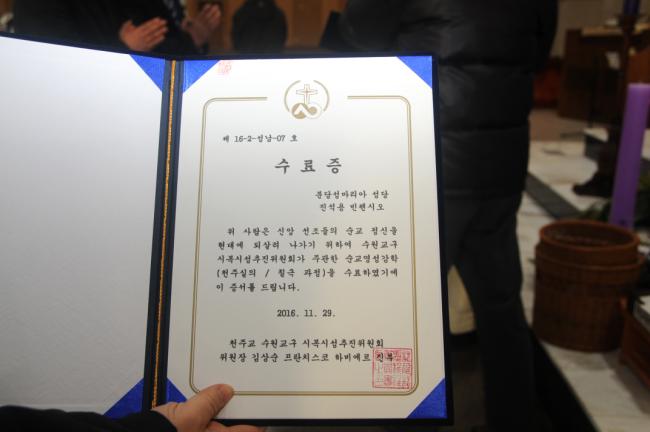 제 16-2-성남-07 호
수 료 증
분당성마리아 성당
진석용 빈첸시오
위 사람은 신앙 선조들의 순교 정신을
현대에 되살려 나가기 위하여 수원교구
시복시성추진위원회가 주관한 순교영성강학
(천주실의 / 칠극 과정)을 수료하였기에
이 증서를 드립니다.
2016. 11. 29.
천주교 수원교구 시복시성추진위원회
위원장 김상순 프란치스코 하비에르 신부